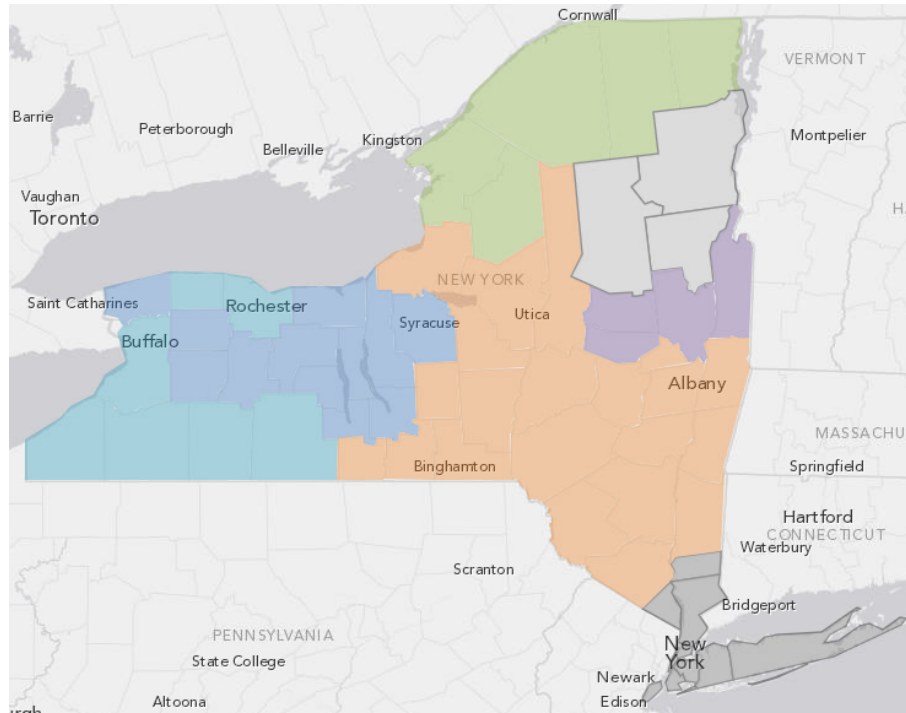 Cornwall
VERMONT
Barrie
Montpelier
Peterborough
Kingston
Belleville
Vaughan
Toronto
NEW YORK
Saint Catharines
Rochester
Utica
Syracuse
Buffalo
Albany
MASSACHU
Binghamton
Springfield
Hartford
CONNECTICUT
Waterbury
Scranton
Bridgeport
PENNSYLVANIA
New
York
State College
Newark
Altoona
Edison